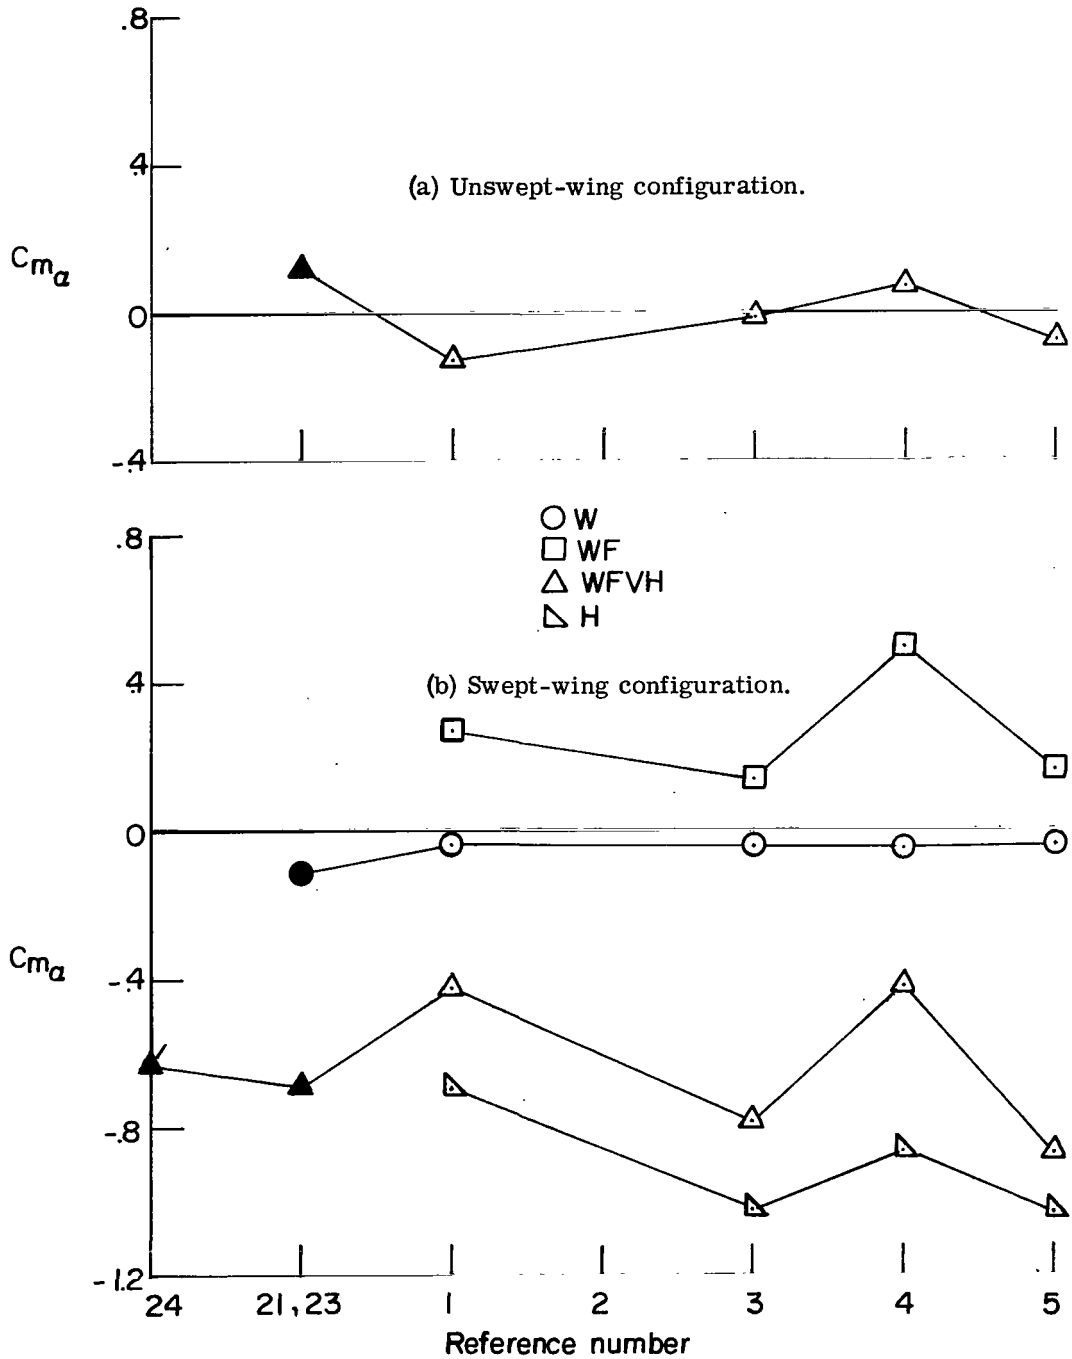 .8
.4
(a) Unswept-wing configuration.
Cmα
0
-.4
W
WF
WFVH
H
.8
.4
(b) Swept-wing configuration.
0
Cmα
-.4
-.8
-1.2
24 21,23 1 2 3 4 5
Reference number